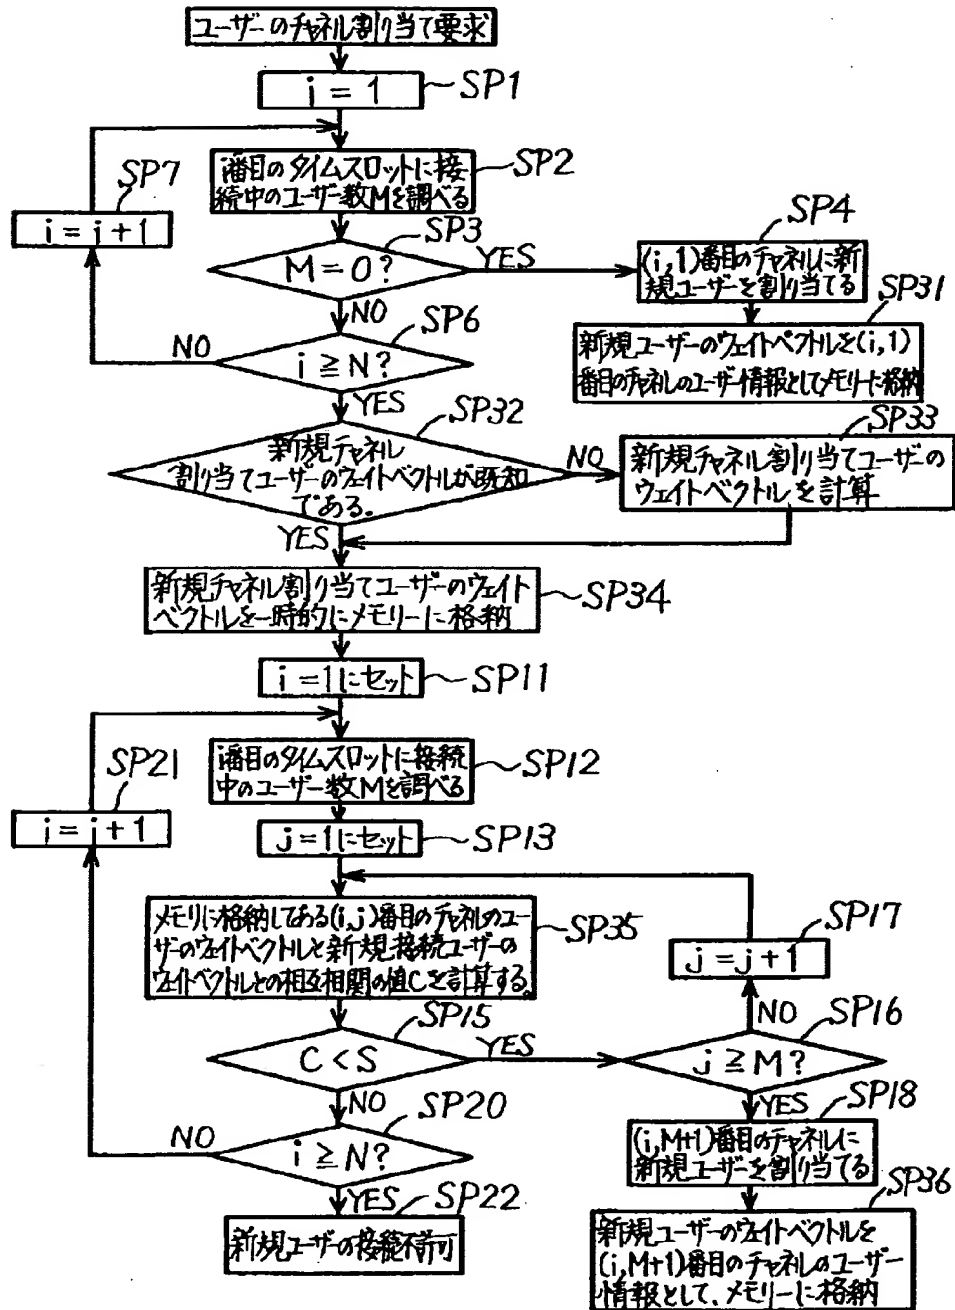 ユーザーのチャネル割り当て要求
i = 1
SP1
SP7
i番目のタイムスロットに接
続中のユーザー数Mを調べる
SP2
i = i + 1
SP3
M = 0?
YES
SP4
(i,1)番目のチャネルに新
規ユーザーを割り当てる
NO
SP6
SP31
NO
i ≧ N?
新規ユーザーのウェイトベクトルを(i,1)
番目のチャネルのユーザー情報としてメモリーに格納
YES
SP32
SP33
新規チャネル
割り当てユーザーのウェイトベクトルが既知
である。
NO
新規チャネル割り当てユーザーの
ウェイトベクトルを計算
YES
新規チャネル割り当てユーザーのウェイト
ベクトルを一時的にメモリーに格納
SP34
i = 1にセット
SP11
SP21
i番目のタイムスロットに接続
中のユーザー数Mを調べる
SP12
i = i + 1
j = 1にセット
SP13
メモリに格納してある(i,j)番目のチャネルのユー
ザーのウェイトベクトルと新規接続ユーザーの
ウェイトベクトルとの相互相関の値Cを計算する。
SP35
SP17
j = j + 1
SP15
C < S
YES
NO
SP16
j ≧ M?
NO
SP20
YES
SP18
NO
i ≧ N?
(i,M+1)番目のチャネルに
新規ユーザーを割り当てる
YES
SP22
SP36
新規ユーザーの接続不許可
新規ユーザーのウェイトベクトルを
(i,M+1)番目のチャネルのユーザー
情報として、メモリーに格納